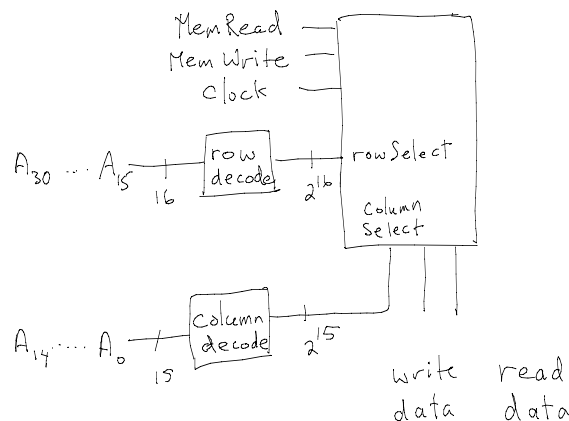 MemRead
MemWrite
Clock
A30 .... A15
16
row
decode
2^16
rowSelect
Column
Select
A14 ..... A0
15
Column
decode
2^15
write
data
read
data